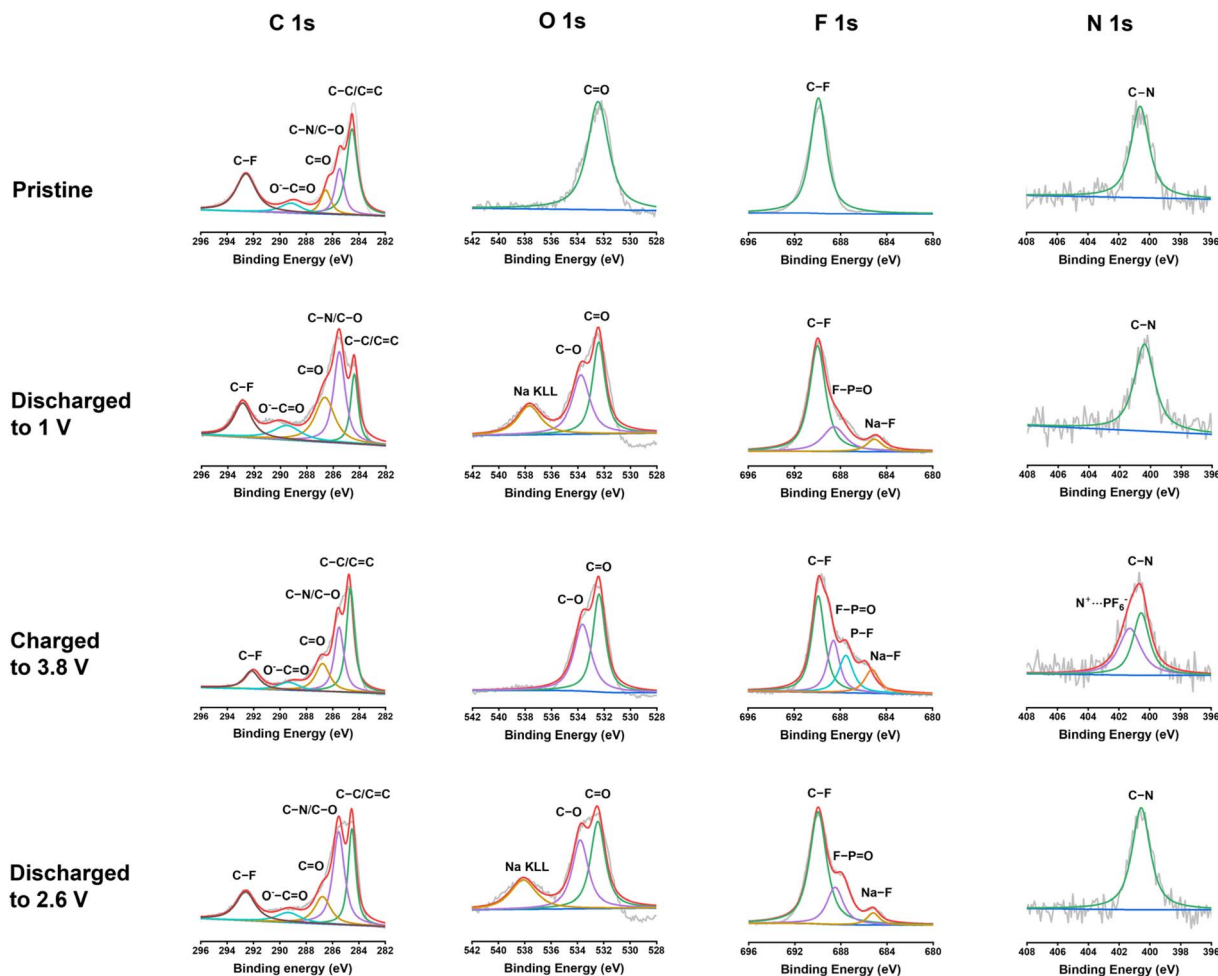 C 1s
O 1s
F 1s
N 1s
Pristine
C−C/C=C
C−N/C−O
C=O
C−F
O⁻−C=O
296 294 292 290 288 286 284 282
Binding Energy (eV)
C=O
542 540 538 536 534 532 530 528
Binding Energy (eV)
C−F
696 692 688 684 680
Binding Energy (eV)
C−N
408 406 404 402 400 398 396
Binding Energy (eV)
Discharged
to 1 V
C−N/C−O
C−C/C=C
C=O
C−F
O⁻−C=O
296 294 292 290 288 286 284 282
Binding Energy (eV)
C=O
C−O
Na KLL
542 540 538 536 534 532 530 528
Binding Energy (eV)
C−F
F−P=O
Na−F
696 692 688 684 680
Binding Energy (eV)
C−N
408 406 404 402 400 398 396
Binding Energy (eV)
Charged
to 3.8 V
C−C/C=C
C−N/C−O
C=O
C−F
O⁻−C=O
296 294 292 290 288 286 284 282
Binding Energy (eV)
C=O
C−O
542 540 538 536 534 532 530 528
Binding Energy (eV)
C−F
F−P=O
P−F
Na−F
696 692 688 684 680
Binding Energy (eV)
C−N
N⁺···PF₆⁻
408 406 404 402 400 398 396
Binding Energy (eV)
Discharged
to 2.6 V
C−C/C=C
C−N/C−O
C=O
C−F
O⁻−C=O
296 294 292 290 288 286 284 282
Binding energy (eV)
C=O
C−O
Na KLL
542 540 538 536 534 532 530 528
Binding Energy (eV)
C−F
F−P=O
Na−F
696 692 688 684 680
Binding Energy (eV)
C−N
408 406 404 402 400 398 396
Binding Energy (eV)